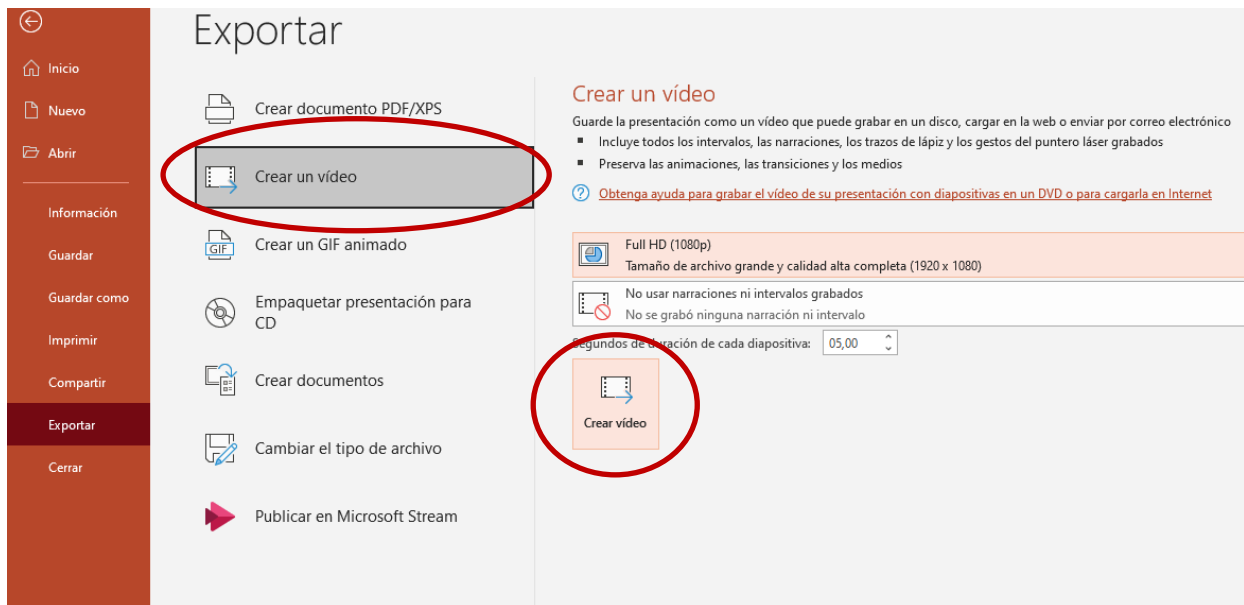 Exportar
Inicio
Nuevo
Abrir
Información
Guardar
Guardar como
Imprimir
Compartir
Exportar
Cerrar
Crear documento PDF/XPS
Crear un vídeo
GIF
Crear un GIF animado
Empaquetar presentación para
CD
Crear documentos
Cambiar el tipo de archivo
Publicar en Microsoft Stream
Crear un vídeo
Guarde la presentación como un vídeo que puede grabar en un disco, cargar en la web o enviar por correo electrónico
Incluye todos los intervalos, las narraciones, los trazos de lápiz y los gestos del puntero láser grabados
Preserva las animaciones, las transiciones y los medios
Obtenga ayuda para grabar el vídeo de su presentación con diapositivas en un DVD o para cargarla en Internet
Full HD (1080p)
Tamaño de archivo grande y calidad alta completa (1920 x 1080)
No usar narraciones ni intervalos grabados
No se grabó ninguna narración ni intervalo
Segundos de duración de cada diapositiva: 05,00
Crear vídeo